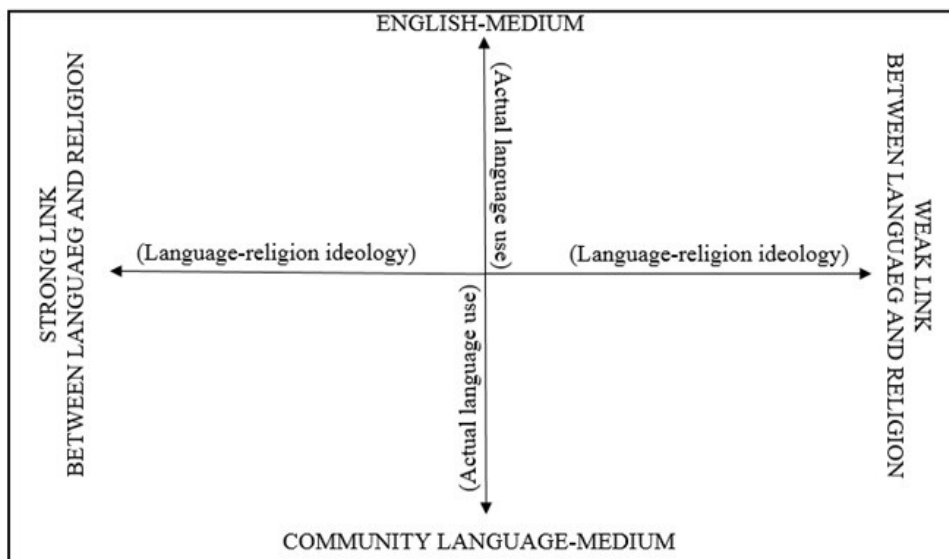 ENGLISH-MEDIUM
(Actual language use)
STRONG LINK
BETWEEN LANGUAEG AND RELIGION
(Language-religion ideology)
(Language-religion ideology)
WEAK LINK
BETWEEN LANGUAEG AND RELIGION
(Actual language use)
COMMUNITY LANGUAGE-MEDIUM